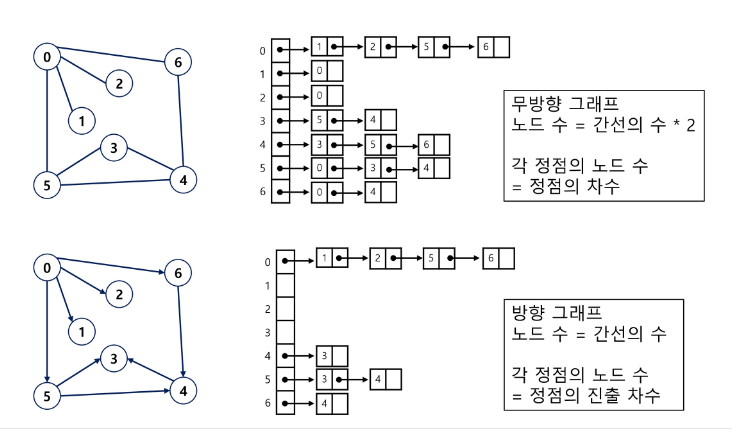 0
6
2
1
3
5
4
0 1 2 5 6
1 0
2 0
3 5 4
4 3 5 6
5 0 3 4
6 0 4
무방향 그래프
노드 수 = 간선의 수 * 2
각 정점의 노드 수
= 정점의 차수
0
6
2
1
3
5
4
0 1 2 5 6
1
2
3
4 3
5 3 4
6 4
방향 그래프
노드 수 = 간선의 수
각 정점의 노드 수
= 정점의 진출 차수